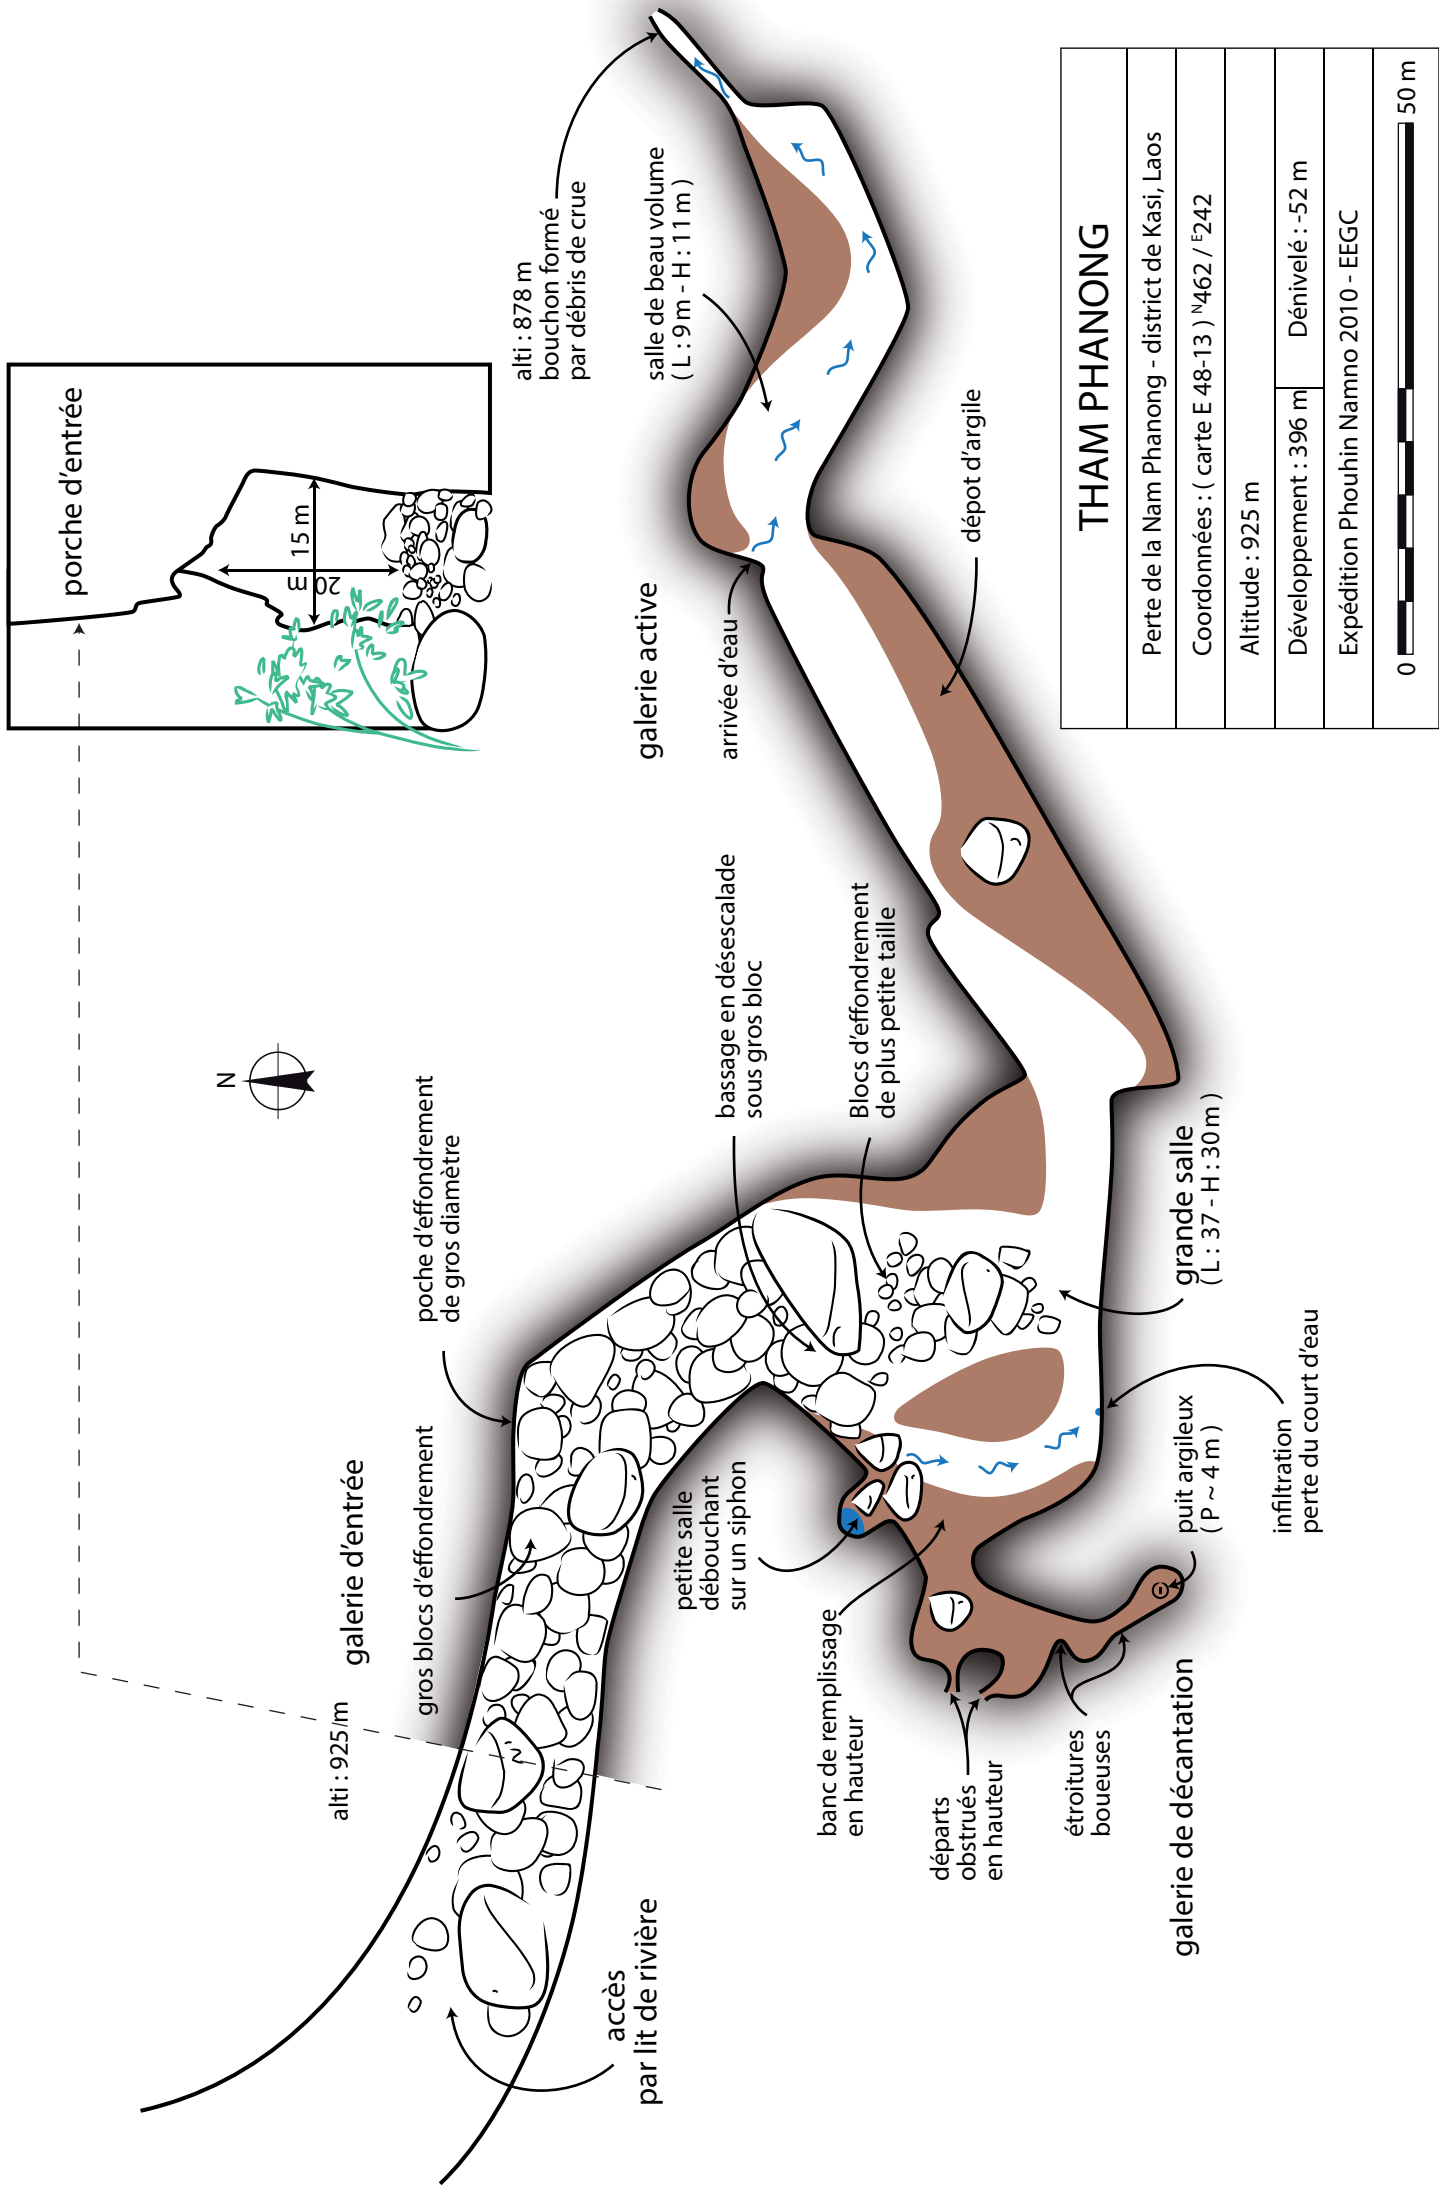 porche d'entrée
15 m
20 m
alti : 878 m
bouchon formé
par débris de crue
salle de beau volume
( L : 9 m - H : 11 m )
galerie active
arrivée d'eau
dépot d'argile
N
bassage en désescalade
sous gros bloc
Blocs d'effondrement
de plus petite taille
poche d'effondrement
de gros diamètre
galerie d'entrée
gros blocs d'effondrement
alti : 925 m
accès
par lit de rivière
petite salle
débouchant
sur un siphon
banc de remplissage
en hauteur
départs
obstrués
en hauteur
étroitures
boueuses
galerie de décantation
puit argileux
( P ~ 4 m )
infiltration
perte du court d'eau
grande salle
( L : 37 - H : 30 m )
THAM PHANONG
Perte de la Nam Phanong - district de Kasi, Laos
Coordonnées : ( carte E 48-13 ) N462 / E242
Altitude : 925 m
Développement : 396 m Dénivelé : -52 m
Expédition Phouhin Namno 2010 - EEGC
0 50 m